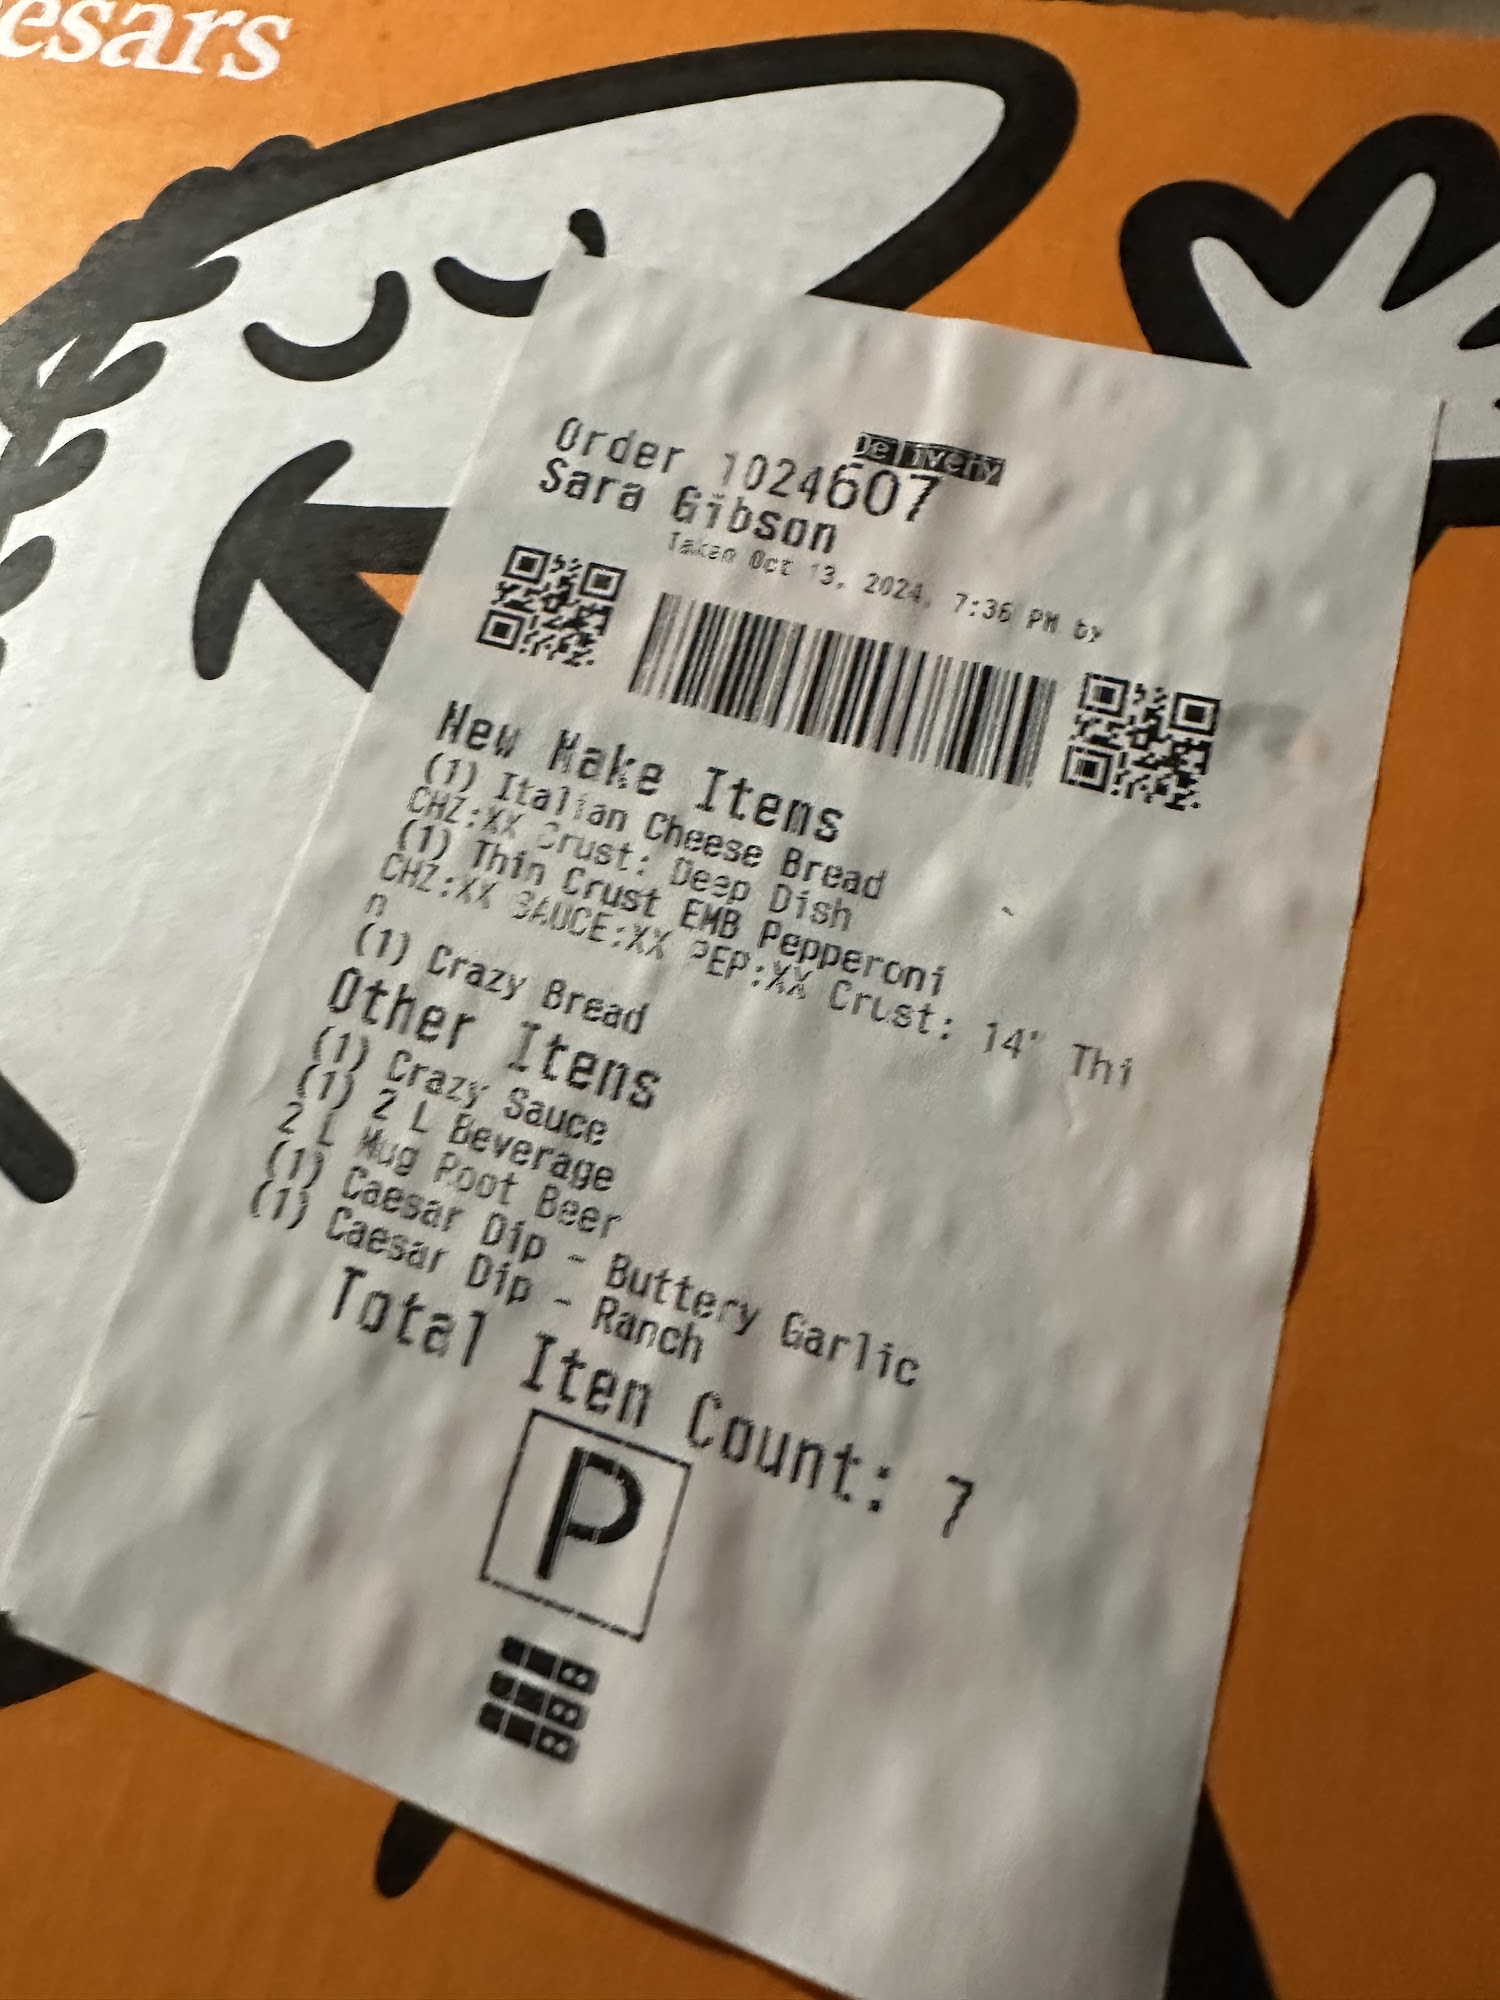 esars
Delivery
Order 1024607
Sara Gibson
Taken Oct 13, 2024, 7:36 PM by
New Make Items
(1) Italian Cheese Bread
CHZ:XX Crust: Deep Dish
(1) Thin Crust EMB Pepperoni
CHZ:XX SAUCE:XX PEP:XX Crust: 14" Thi
n
(1) Crazy Bread
Other Items
(1) Crazy Sauce
(1) 2 L Beverage
2 L Mug Root Beer
(1) Caesar Dip - Buttery Garlic
(1) Caesar Dip - Ranch
Total Item Count: 7
P